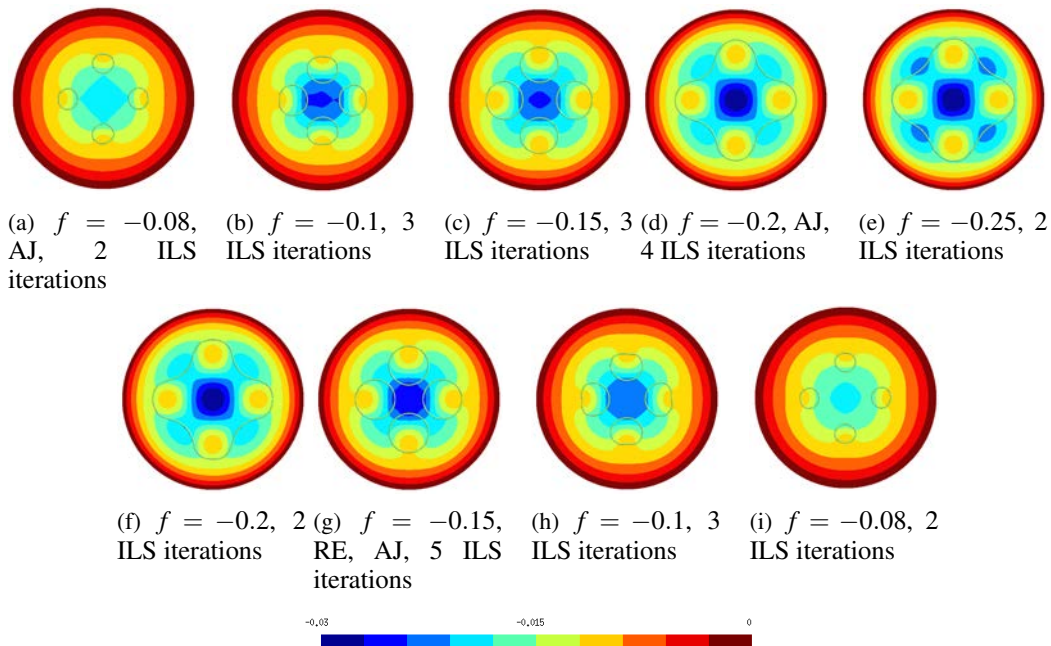 (a) f = −0.08, AJ, 2 ILS iterations
(b) f = −0.1, 3 ILS iterations
(c) f = −0.15, 3 ILS iterations
(d) f = −0.2, AJ, 4 ILS iterations
(e) f = −0.25, 2 ILS iterations
(f) f = −0.2, 2 ILS iterations
(g) f = −0.15, RE, AJ, 5 ILS iterations
(h) f = −0.1, 3 ILS iterations
(i) f = −0.08, 2 ILS iterations
-0.03 -0.015 0